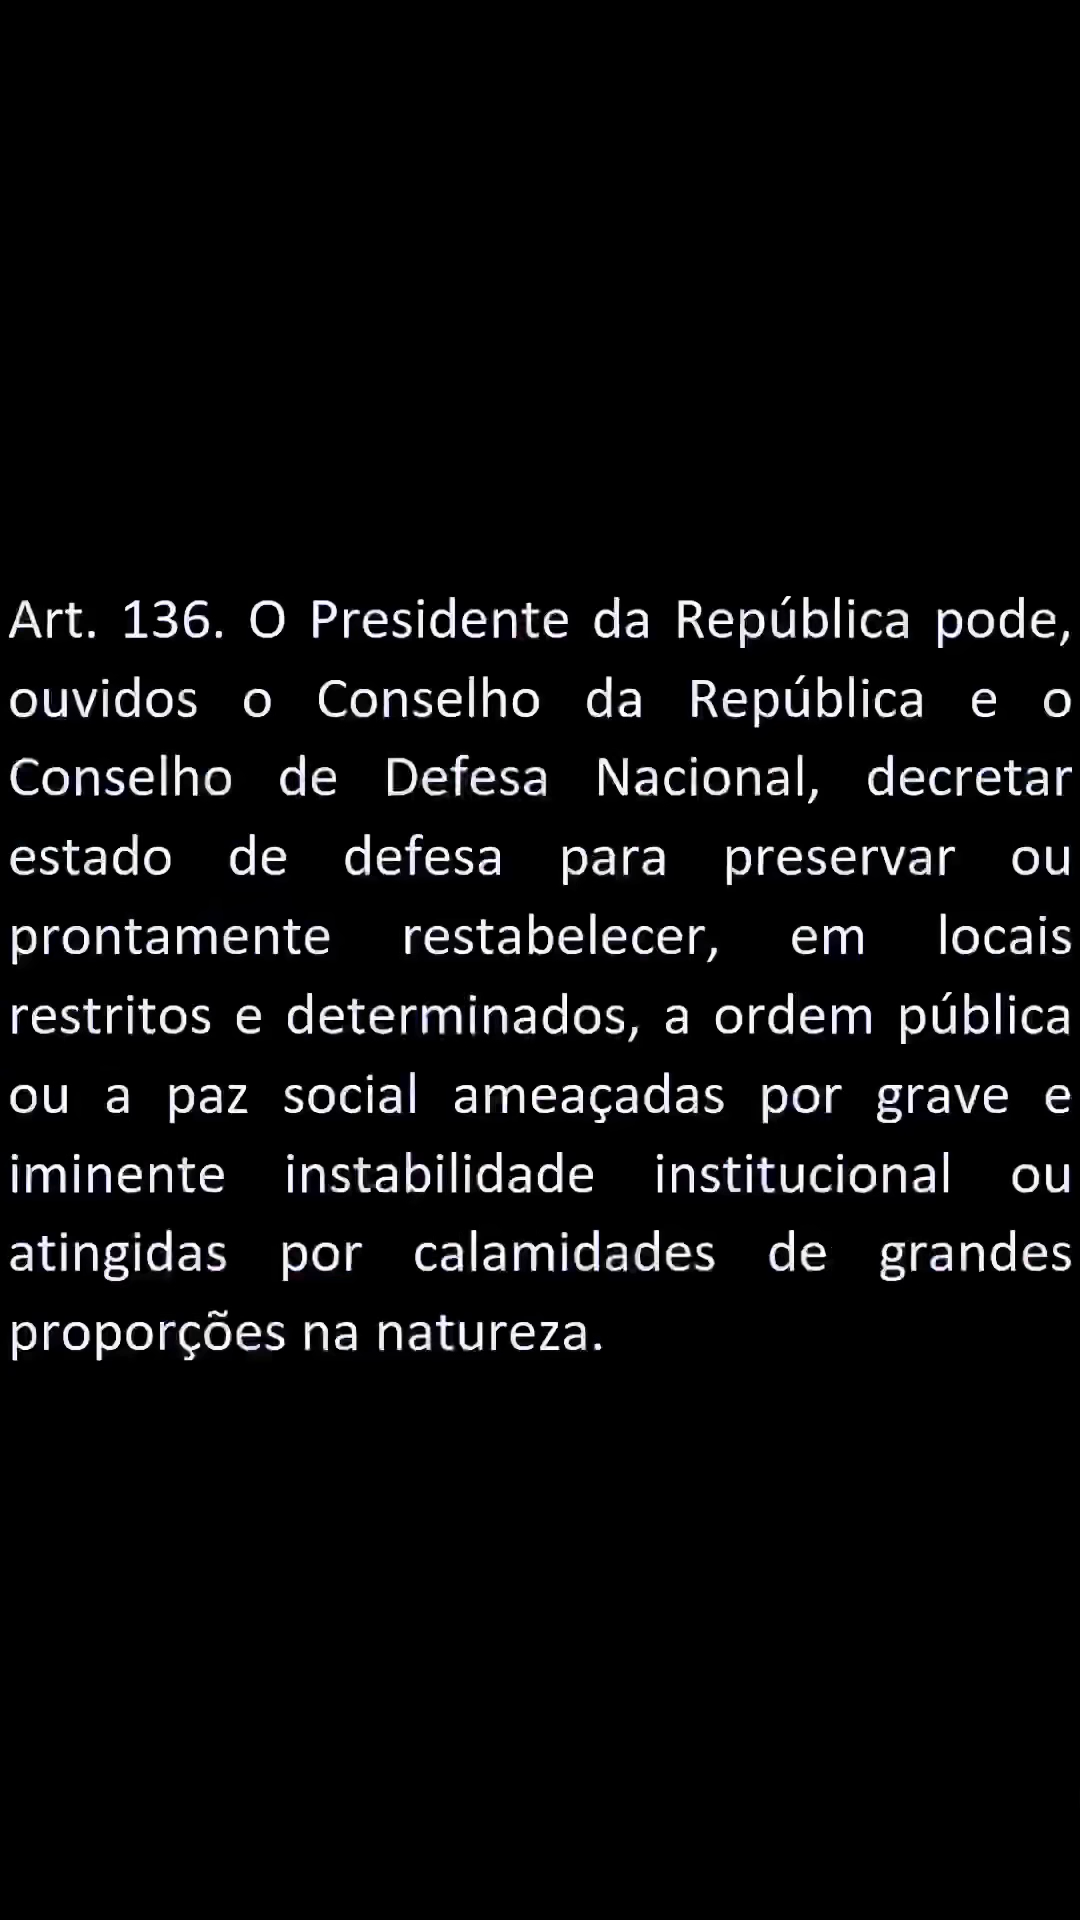 Art. 136. O Presidente da República pode,
ouvidos o Conselho da República e o
Conselho de Defesa Nacional, decretar
estado de defesa para preservar ou
prontamente restabelecer, em locais
restritos e determinados, a ordem pública
ou a paz social ameaçadas por grave e
iminente instabilidade institucional ou
atingidas por calamidades de grandes
proporções na natureza.